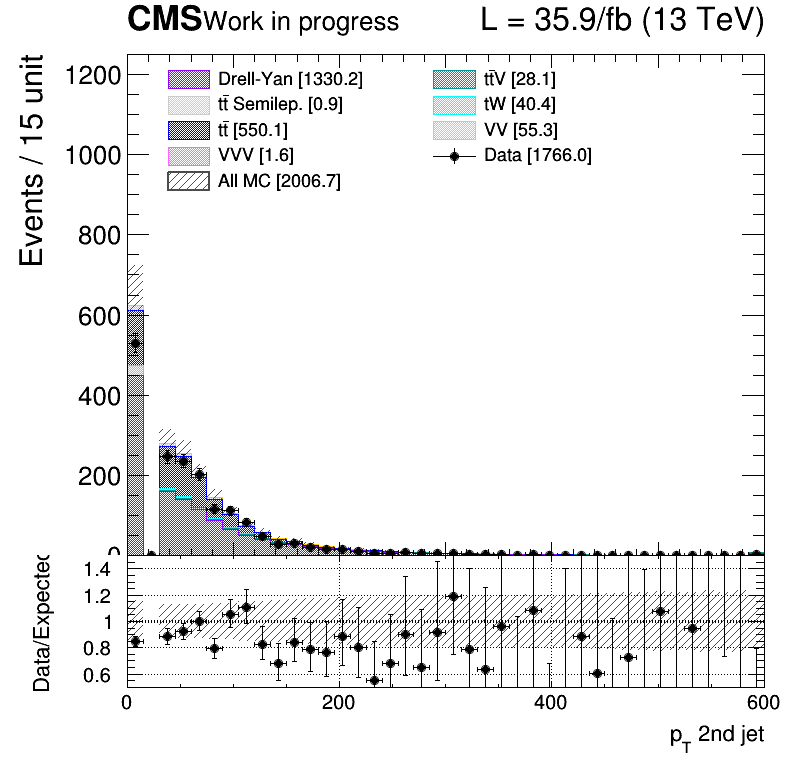 CMS Work in progress L = 35.9/fb (13 TeV)
Events / 15 unit
1200
1000
800
600
400
200
0
Drell-Yan [1330.2]
tt̄ Semilep. [0.9]
tt̄ [550.1]
VVV [1.6]
All MC [2006.7]
tt̄V [28.1]
tW [40.4]
VV [55.3]
Data [1766.0]
Data/Expected
1.4
1.2
1
0.8
0.6
0 200 400 600
p_T 2nd jet